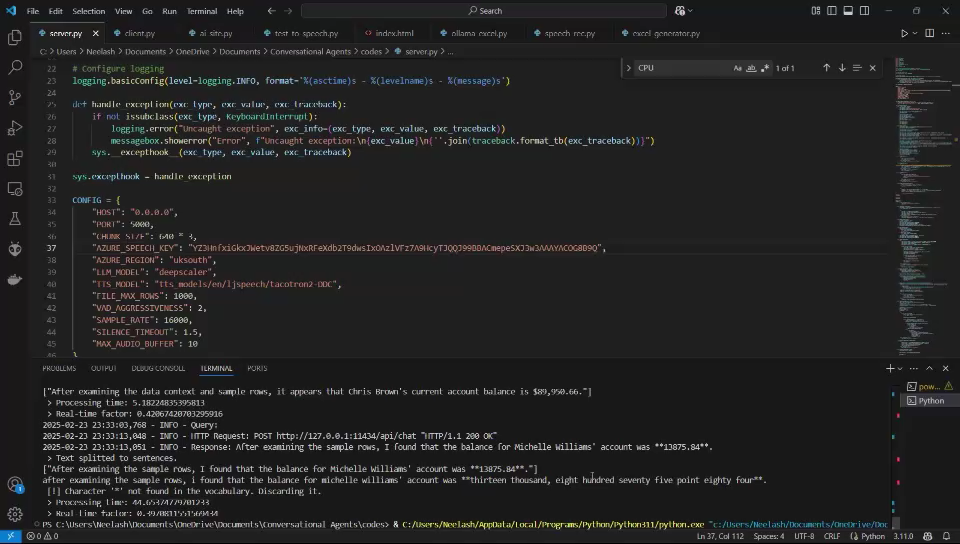 File Edit Selection View Go Run Terminal Help
Search
server.py client.py ai_site.py test_to_speech.py index.html ollama_excel.py speech_rec.py excel_generator.py
C: > Users > Neelash > Documents > OneDrive > Documents > Conversational Agents > codes > server.py > ...
CPU Aa ab .* 1 of 1
22 # Configure logging
23 logging.basicConfig(level=logging.INFO, format='%(asctime)s - %(levelname)s - %(message)s')
24
25 def handle_exception(exc_type, exc_value, exc_traceback):
26 if not issubclass(exc_type, KeyboardInterrupt):
27 logging.error("Uncaught exception", exc_info=(exc_type, exc_value, exc_traceback))
28 messagebox.showerror("Error", f"Uncaught exception:\n{exc_value}\n{''.join(traceback.format_tb(exc_traceback))}")
29 sys.__excepthook__(exc_type, exc_value, exc_traceback)
30
31 sys.excepthook = handle_exception
32
33 CONFIG = {
34 "HOST": "0.0.0.0",
35 "PORT": 5000,
36 "CHUNK_SIZE": 640 * 3,
37 "AZURE_SPEECH_KEY":
38 "AZURE_REGION": "uksouth",
39 "LLM_MODEL": "deepscaler",
40 "TTS_MODEL": "tts_models/en/ljspeech/tacotron2-DDC",
41 "FILE_MAX_ROWS": 1000,
42 "VAD_AGGRESSIVENESS": 2,
43 "SAMPLE_RATE": 16000,
44 "SILENCE_TIMEOUT": 1.5,
45 "MAX_AUDIO_BUFFER": 10
46 }
PROBLEMS OUTPUT DEBUG CONSOLE TERMINAL PORTS
["After examining the data context and sample rows, it appears that Chris Brown's current account balance is $89,950.66."]
> Processing time: 5.18224835395813
> Real-time factor: 0.42067420703295916
2025-02-23 23:33:03,768 - INFO - Query:
2025-02-23 23:33:13,048 - INFO - HTTP Request: POST http://127.0.0.1:11434/api/chat "HTTP/1.1 200 OK"
2025-02-23 23:33:13,051 - INFO - Response: After examining the sample rows, I found that the balance for Michelle Williams' account was **13875.84**.
> Text splitted to sentences.
["After examining the sample rows, I found that the balance for Michelle Williams' account was **13875.84**."]
after examining the sample rows, i found that the balance for michelle williams' account was **thirteen thousand, eight hundred seventy five point eighty four**.
[!] Character '*' not found in the vocabulary. Discarding it.
> Processing time: 44.65374779701233
> Real-time factor: 0.3970811551569434
PS C:\Users\Neelash\Documents\OneDrive\Documents\Conversational Agents\codes> & C:/Users/Neelash/AppData/Local/Programs/Python/Python311/python.exe "c:/Users/Neelash/Documents/OneDrive/Doc
pow...
Python
0 0 Ln 37, Col 112 Spaces: 4 UTF-8 CRLF Python 3.11.0